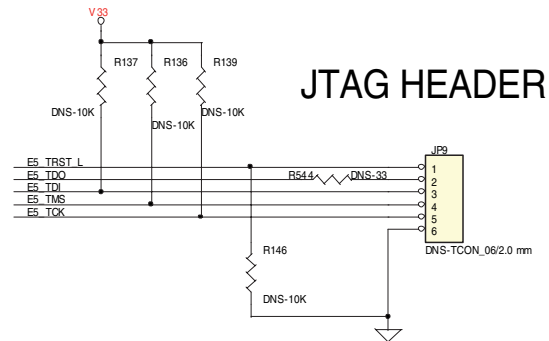 V33
R137 R136 R139
JTAG HEADER
DNS-10K
DNS-10K DNS-10K
JP9
E5_TRST_L 1
E5_TDO R544 DNS-33 2
E5_TDI 3
E5_TMS 4
E5_TCK 5
6
R146
DNS-TCON_06/2.0 mm
DNS-10K